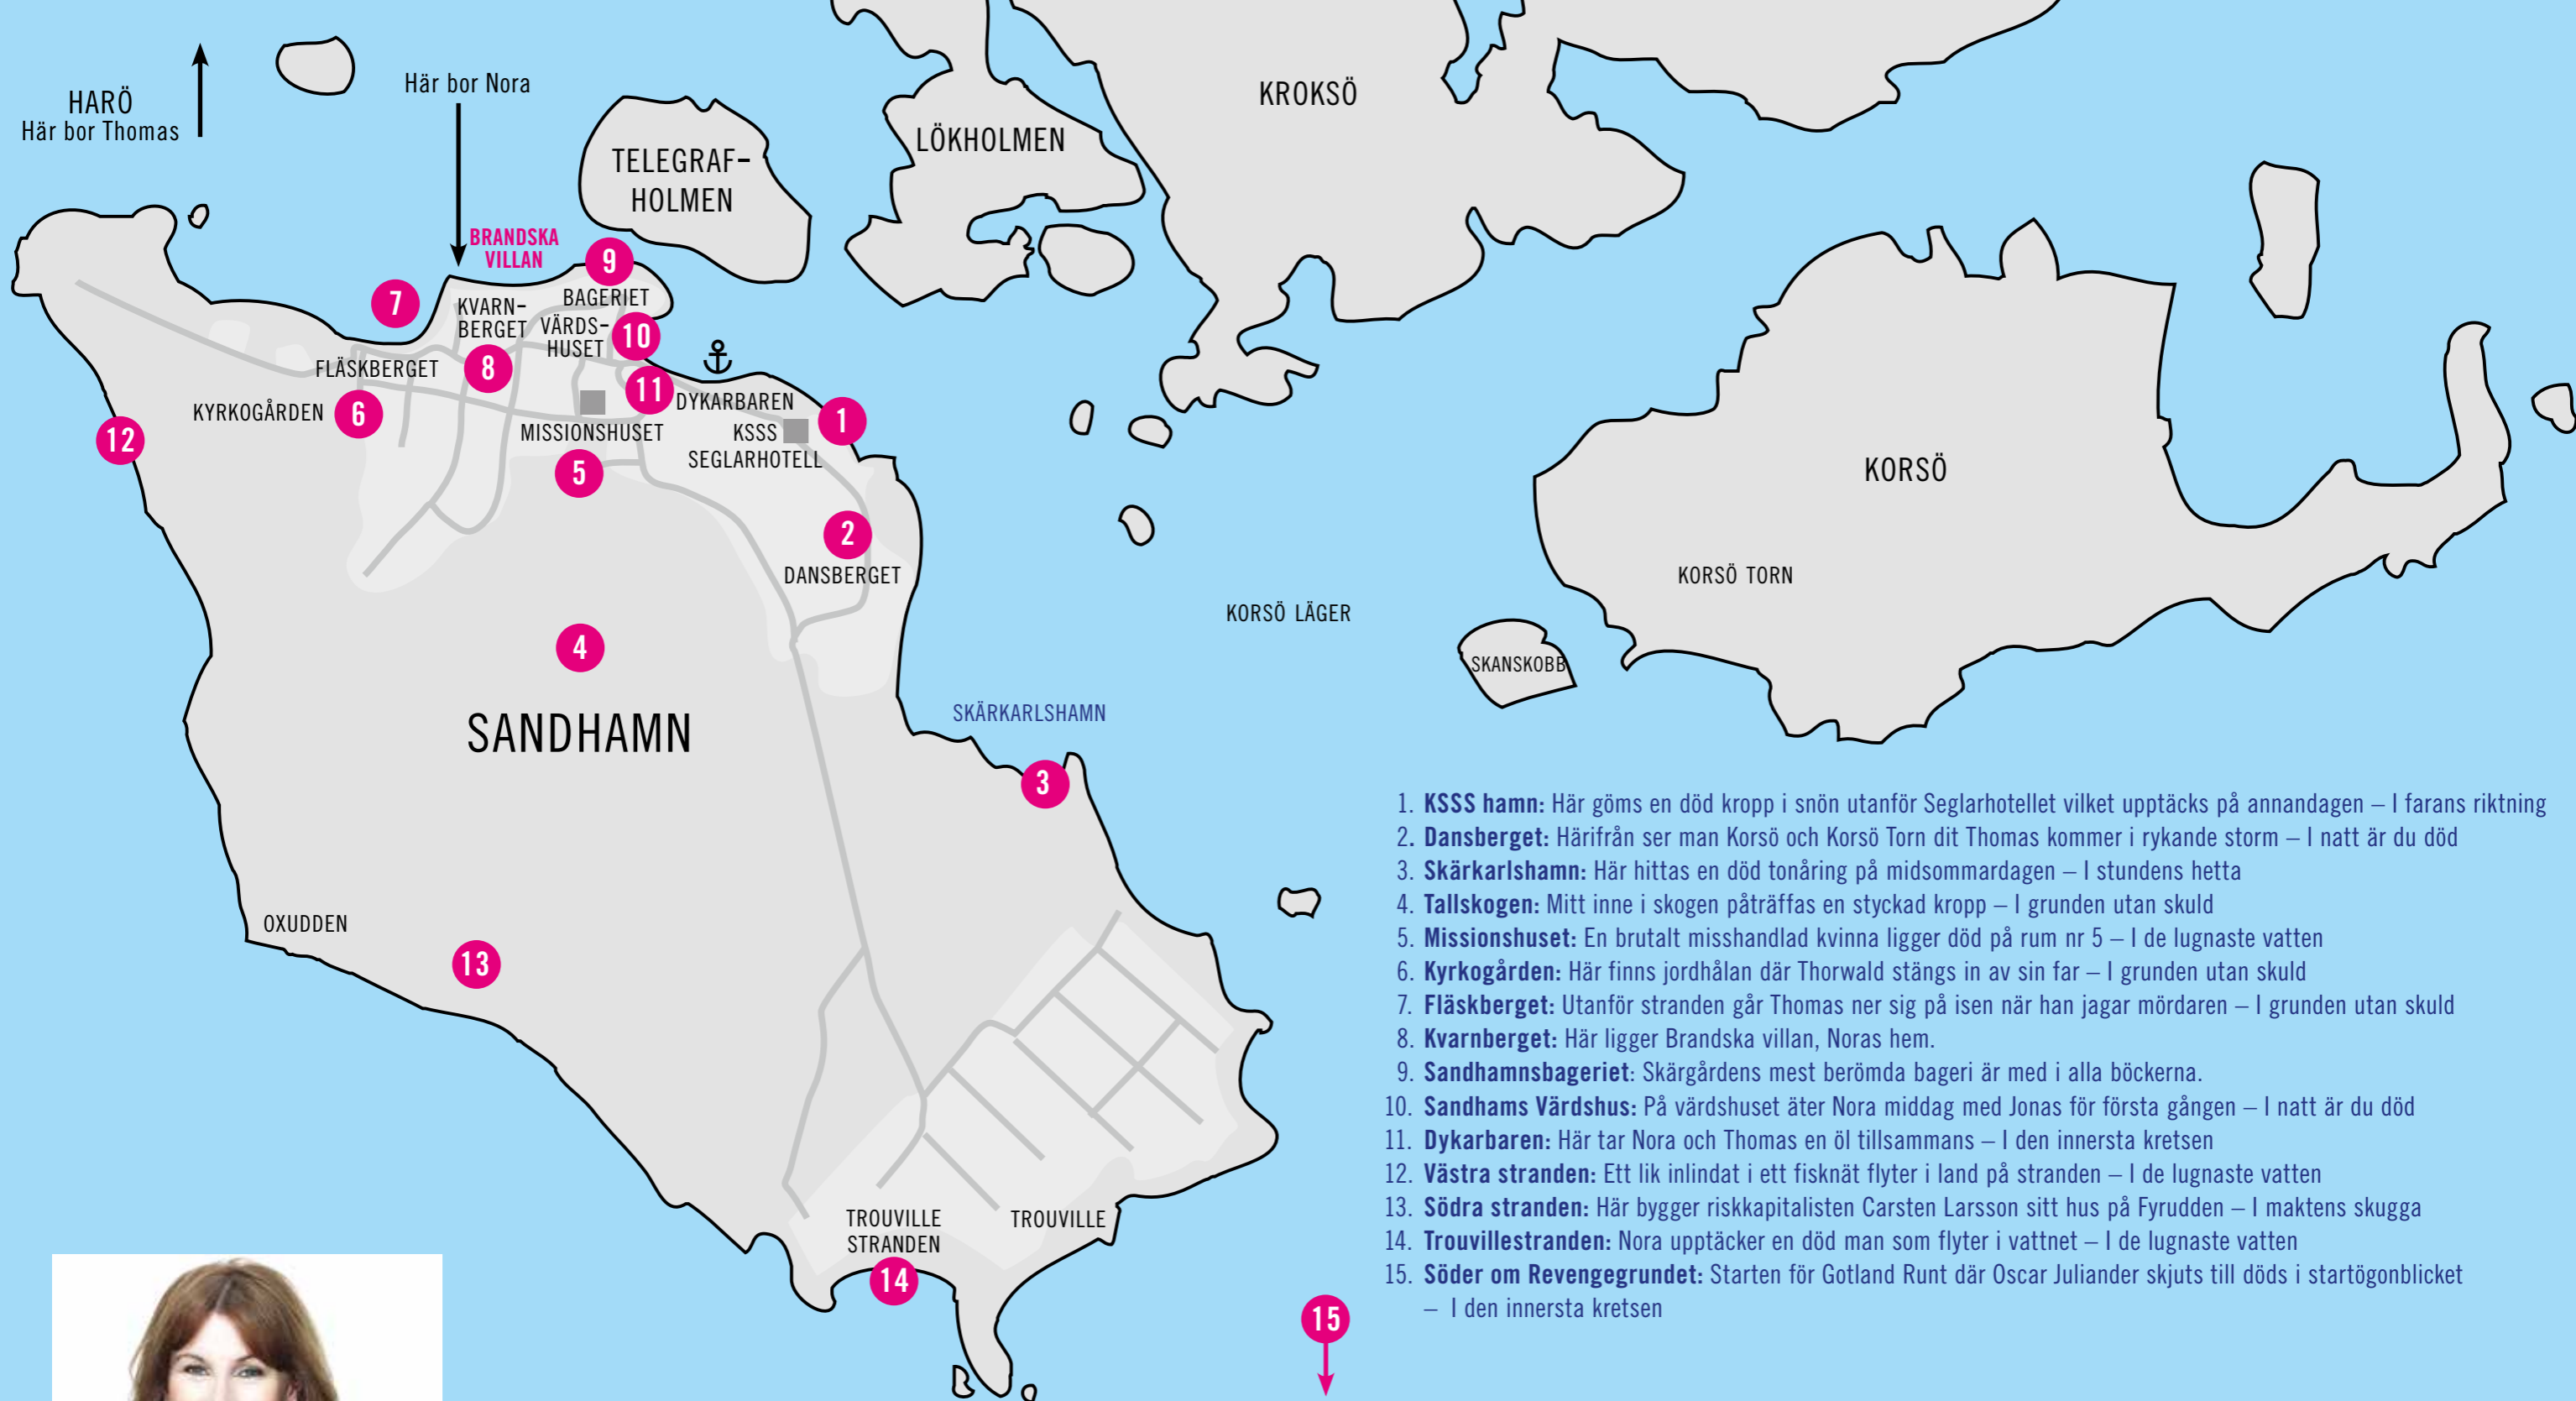 HARÖ
Här bor Thomas
Här bor Nora
BRANDSKA
VILLAN
TELEGRAF-
HOLMEN
LÖKHOLMEN
KROKSÖ
9
BAGERIET
7
KVARN-
BERGET
VÄRDS-
HUSET
10
FLÄSKBERGET
8
11
DYKARBAREN
KYRKOGÅRDEN
6
12
MISSIONSHUSET
KSSS
SEGLARHOTELL
1
5
2
DANSBERGET
KORSÖ
KORSÖ TORN
KORSÖ LÄGER
SKANSKOBB
4
SANDHAMN
SKÄRKARLSHAMN
3
OXUDDEN
13
TROUVILLE
STRANDEN
TROUVILLE
14
15
1. KSSS hamn: Här göms en död kropp i snön utanför Seglarhotellet vilket upptäcks på annandagen – I farans riktning
2. Dansberget: Härifrån ser man Korsö och Korsö Torn dit Thomas kommer i rykande storm – I natt är du död
3. Skärkarlshamn: Här hittas en död tonåring på midsommardagen – I stundens hetta
4. Tallskogen: Mitt inne i skogen påträffas en styckad kropp – I grunden utan skuld
5. Missionshuset: En brutalt misshandlad kvinna ligger död på rum nr 5 – I de lugnaste vatten
6. Kyrkogården: Här finns jordhålan där Thorwald stängs in av sin far – I grunden utan skuld
7. Fläskberget: Utanför stranden går Thomas ner sig på isen när han jagar mördaren – I grunden utan skuld
8. Kvarnberget: Här ligger Brandska villan, Noras hem.
9. Sandhamnsbageriet: Skärgårdens mest berömda bageri är med i alla böckerna.
10. Sandhams Värdshus: På värdshuset äter Nora middag med Jonas för första gången – I natt är du död
11. Dykarbaren: Här tar Nora och Thomas en öl tillsammans – I den innersta kretsen
12. Västra stranden: Ett lik inlindat i ett fisknät flyter i land på stranden – I de lugnaste vatten
13. Södra stranden: Här bygger riskkapitalisten Carsten Larsson sitt hus på Fyrudden – I maktens skugga
14. Trouvillestranden: Nora upptäcker en död man som flyter i vattnet – I de lugnaste vatten
15. Söder om Revengegrundet: Starten för Gotland Runt där Oscar Juliander skjuts till döds i startögonblicket
– I den innersta kretsen